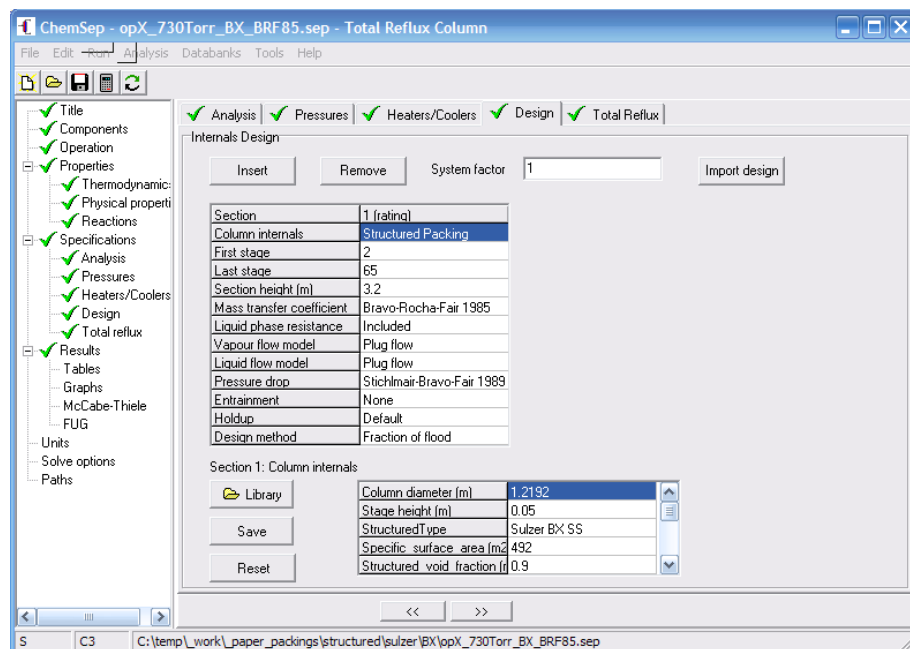 ChemSep - opX_730Torr_BX_BRF85.sep - Total Reflux Column
File Edit Run Analysis Databanks Tools Help
Title
Components
Operation
Properties
Thermodynamic:
Physical properti
Reactions
Specifications
Analysis
Pressures
Heaters/Coolers
Design
Total reflux
Results
Tables
Graphs
McCabe-Thiele
FUG
Units
Solve options
Paths
Analysis Pressures Heaters/Coolers Design Total Reflux
Internals Design
Insert Remove System factor 1 Import design
Section 1 (rating)
Column internals Structured Packing
First stage 2
Last stage 65
Section height (m) 3.2
Mass transfer coefficient Bravo-Rocha-Fair 1985
Liquid phase resistance Included
Vapour flow model Plug flow
Liquid flow model Plug flow
Pressure drop Stichlmair-Bravo-Fair 1989
Entrainment None
Holdup Default
Design method Fraction of flood
Section 1: Column internals
Library
Save
Reset
Column diameter (m) 1.2192
Stage height (m) 0.05
StructuredType Sulzer BX SS
Specific surface area (m2 492
Structured void fraction (r 0.9
<< >>
S C3 C:\temp\_work\_paper_packings\structured\sulzer\BX\opX_730Torr_BX_BRF85.sep